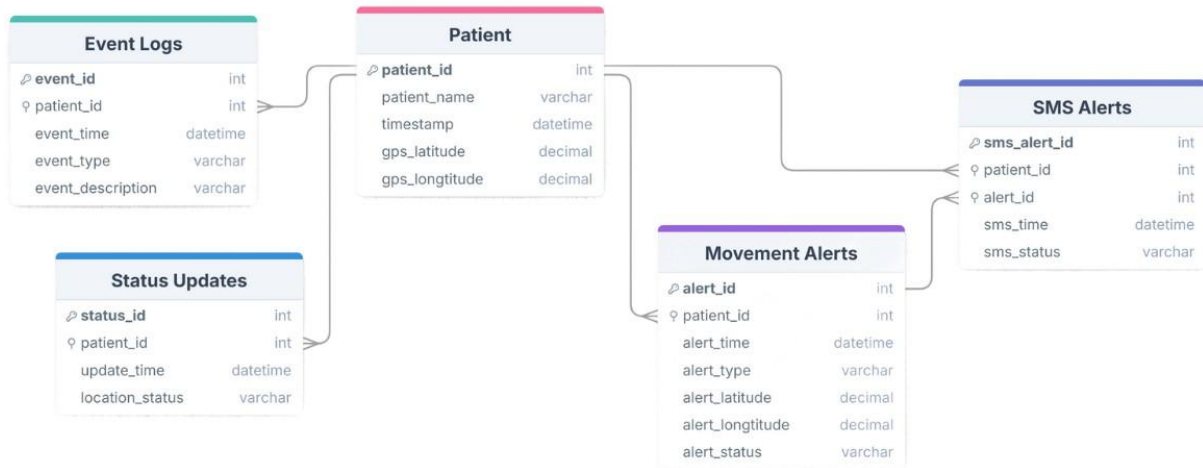 Event Logs
event_id int
patient_id int
event_time datetime
event_type varchar
event_description varchar
Patient
patient_id int
patient_name varchar
timestamp datetime
gps_latitude decimal
gps_longtitude decimal
SMS Alerts
sms_alert_id int
patient_id int
alert_id int
sms_time datetime
sms_status varchar
Status Updates
status_id int
patient_id int
update_time datetime
location_status varchar
Movement Alerts
alert_id int
patient_id int
alert_time datetime
alert_type varchar
alert_latitude decimal
alert_longtitude decimal
alert_status varchar